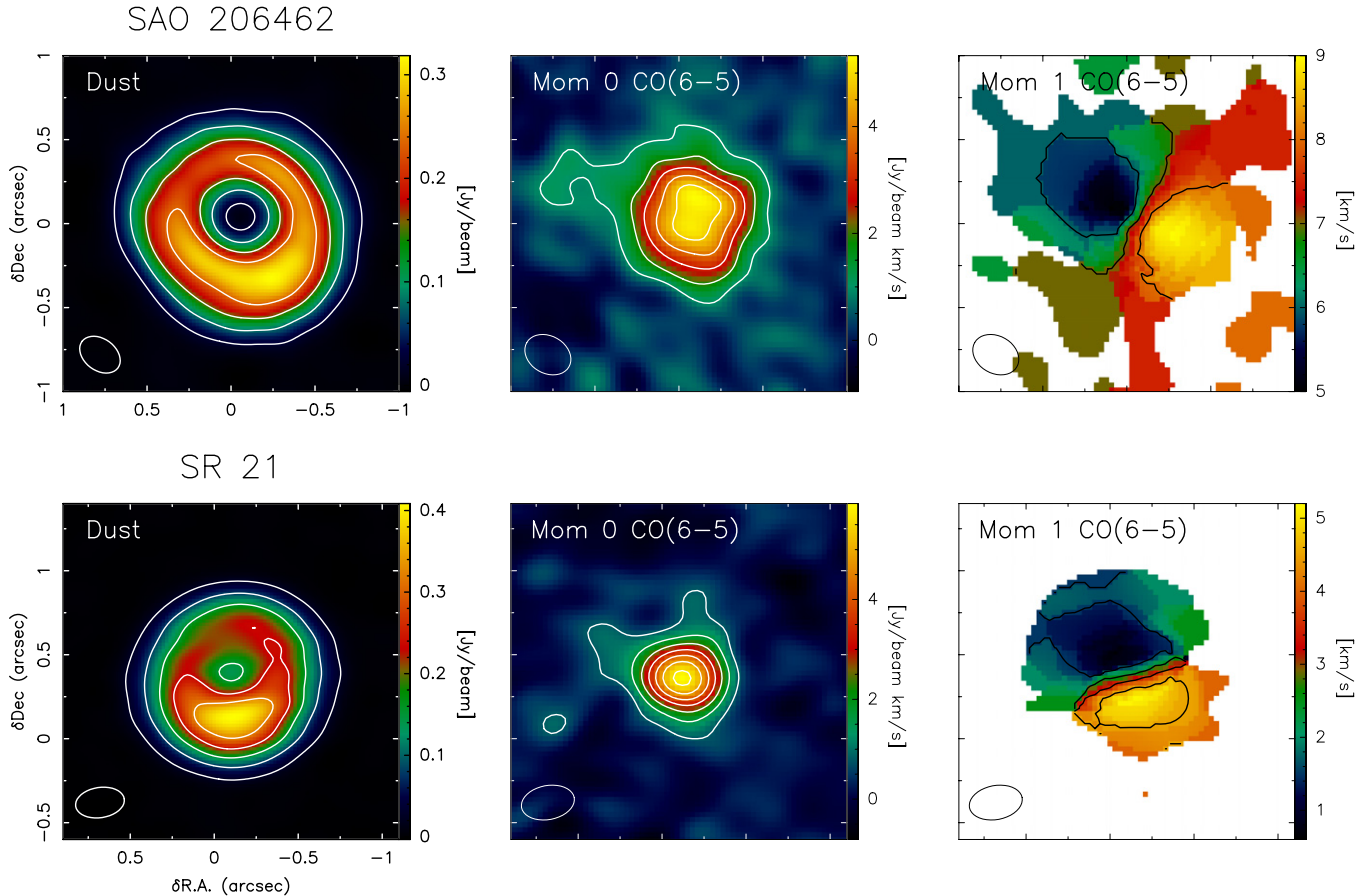 SAO 206462
Dust
1
0.5
0
−0.5
−1
δDec (arcsec)
1
0.5
0
−0.5
−1
0.3
0.2
0.1
0
[Jy/beam]
Mom 0 CO(6−5)
4
2
0
[Jy/beam km/s]
Mom 1 CO(6−5)
9
8
7
6
5
[km/s]
SR 21
Dust
1
0.5
0
−0.5
δDec (arcsec)
0.5
0
−0.5
−1
δR.A. (arcsec)
0.4
0.3
0.2
0.1
0
[Jy/beam]
Mom 0 CO(6−5)
4
2
0
[Jy/beam km/s]
Mom 1 CO(6−5)
5
4
3
2
1
[km/s]